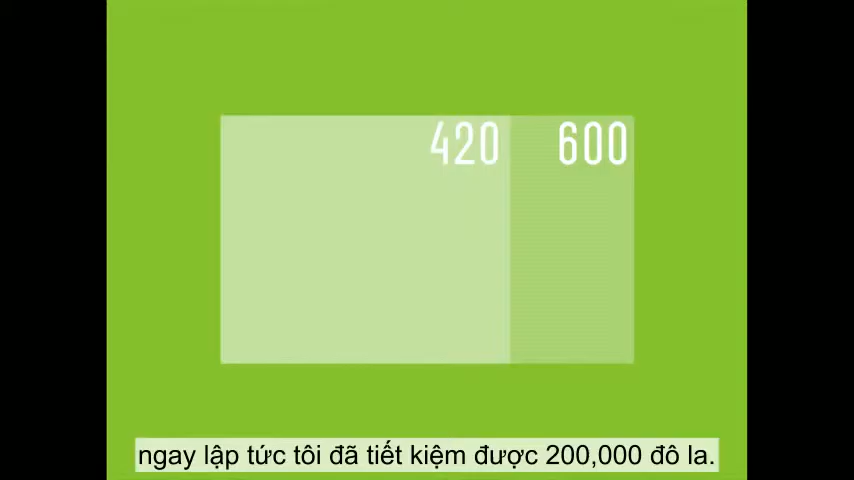 420 600
ngay lập tức tôi đã tiết kiệm được 200,000 đô la.